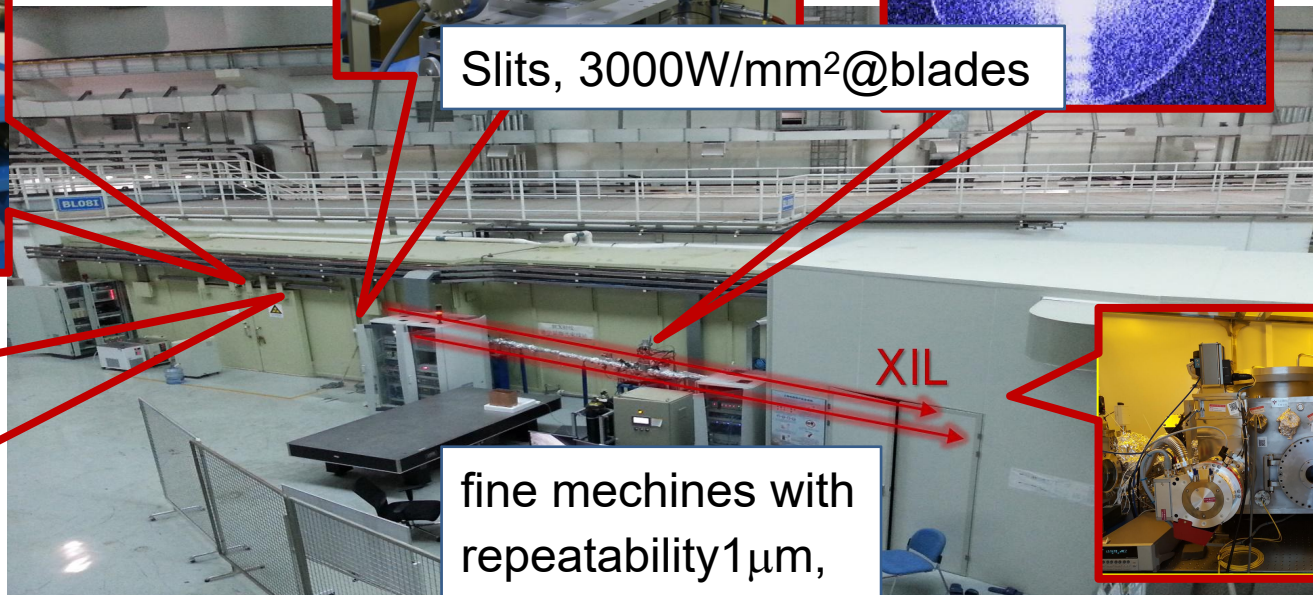 Slits, 3000W/mm²@blades
BL08I
XIL
fine mechines with
repeatability1μm,